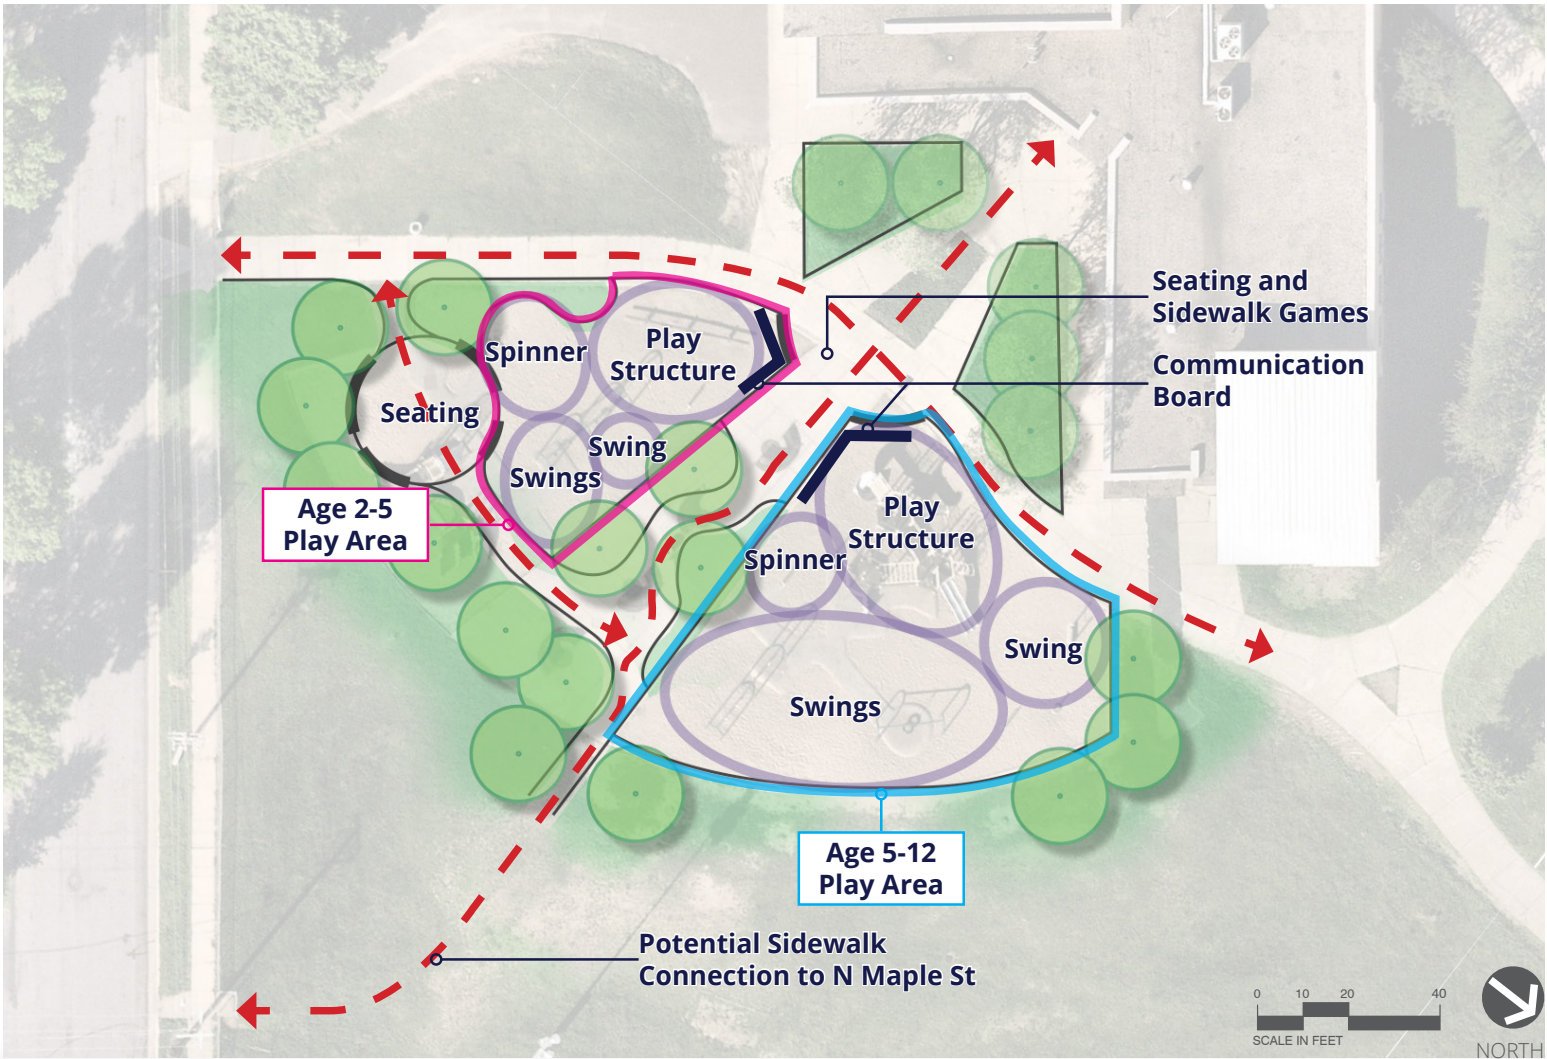 Seating and
Sidewalk Games
Play
Structure
Spinner
Communication
Board
Seating
Swing
Swings
Age 2-5
Play Area
Play
Structure
Spinner
Swing
Swings
Age 5-12
Play Area
Potential Sidewalk
Connection to N Maple St
0 10 20 40
SCALE IN FEET
NORTH